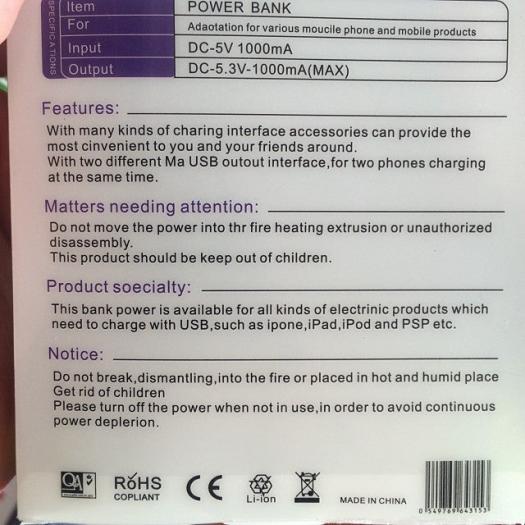 SPECIFICATIONS
Item POWER BANK
For Adaotation for various moucile phone and mobile products
Input DC-5V 1000mA
Output DC-5.3V-1000mA(MAX)
Features:
With many kinds of charing interface accessories can provide the
most cinvenient to you and your friends around.
With two different Ma USB outout interface,for two phones charging
at the same time.
Matters needing attention:
Do not move the power into thr fire heating extrusion or unauthorized
disassembly.
This product should be keep out of children.
Product soecialty:
This bank power is available for all kinds of electrinic products which
need to charge with USB,such as ipone,iPad,iPod and PSP etc.
Notice:
Do not break,dismantling,into the fire or placed in hot and humid place
Get rid of children
Please turn off the power when not in use,in order to avoid continuous
power deplerion.
QA
RoHS
COPLIANT
CE
Li-ion
MADE IN CHINA
0 549769 643153